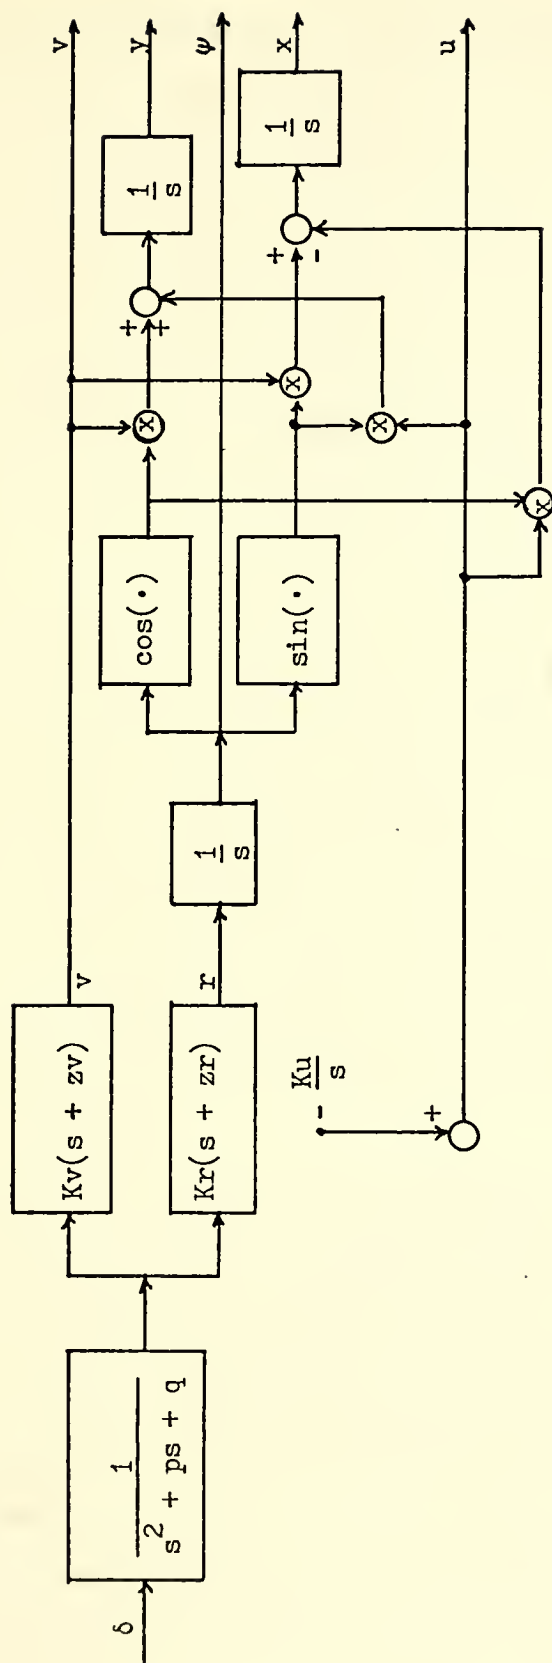 δ
1
s² + ps + q
Kv(s + zv)
Kr(s + zr)
v
r
1
s
Ku
s
-
+
cos(·)
sin(·)
x
x
x
x
+
+
+
-
1
s
1
s
v
y
ψ
x
u